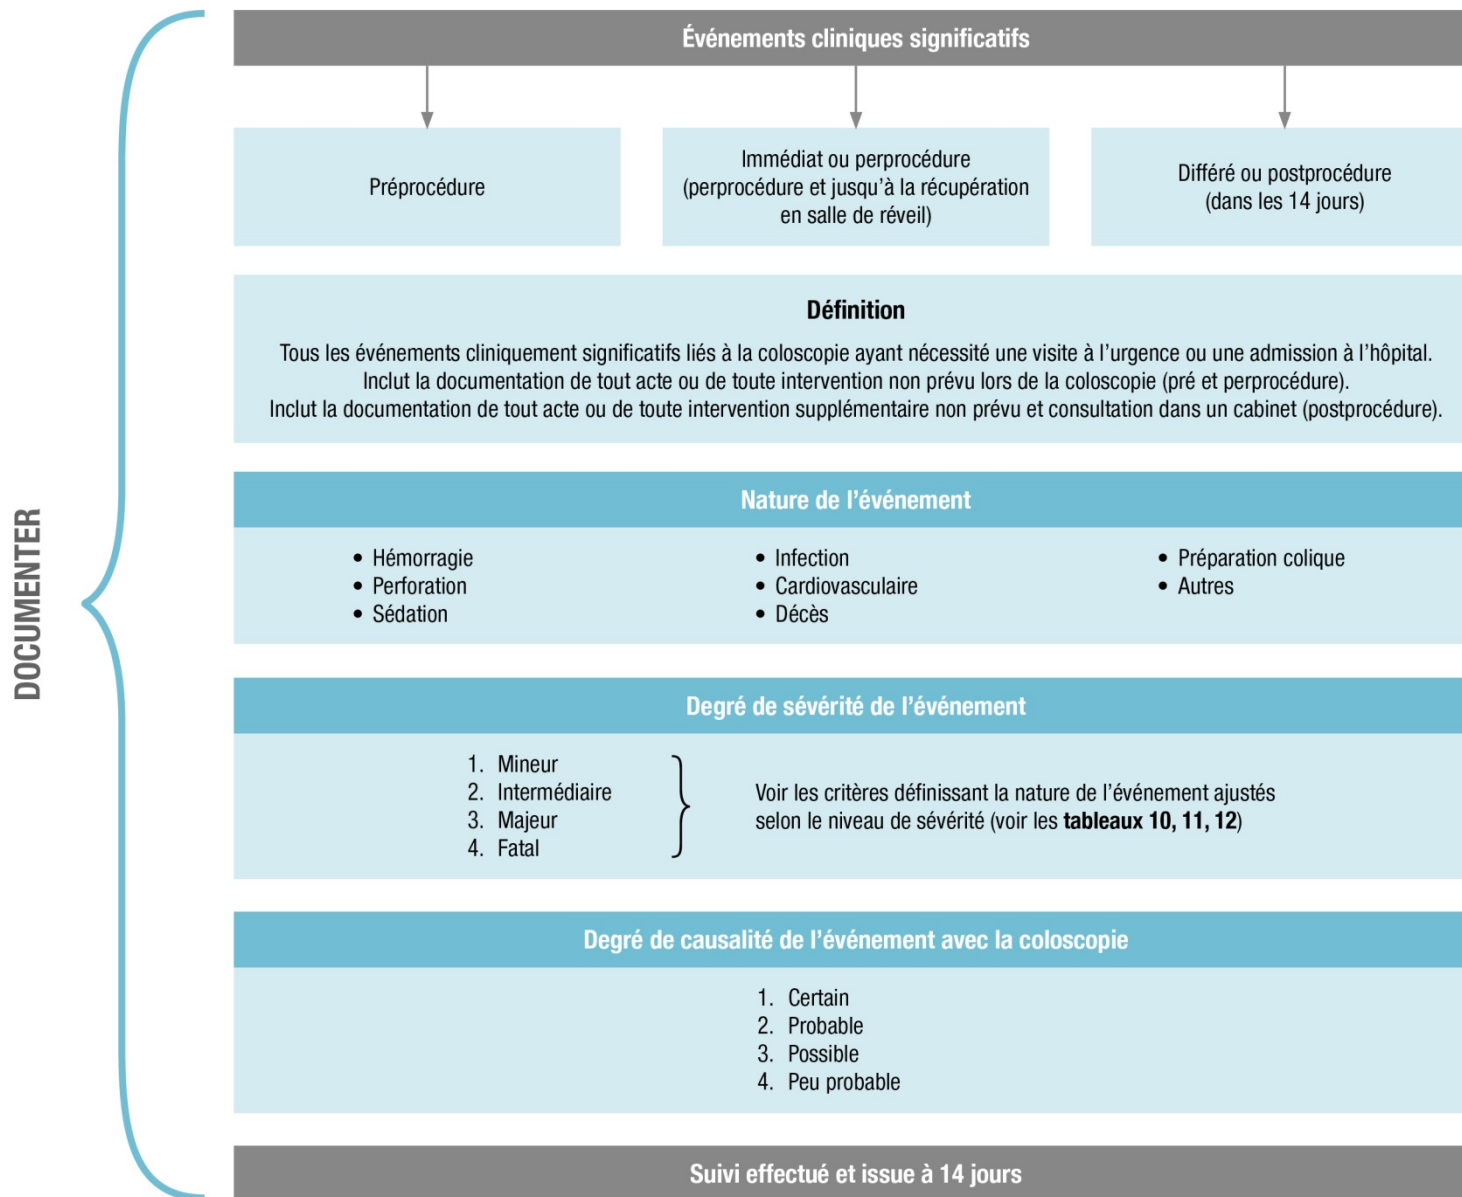 DOCUMENTER
Événements cliniques significatifs
Préprocédure
Immédiat ou perprocédure
(perprocédure et jusqu'à la récupération
en salle de réveil)
Différé ou postprocédure
(dans les 14 jours)
Définition
Tous les événements cliniquement significatifs liés à la coloscopie ayant nécessité une visite à l'urgence ou une admission à l'hôpital.
Inclut la documentation de tout acte ou de toute intervention non prévu lors de la coloscopie (pré et perprocédure).
Inclut la documentation de tout acte ou de toute intervention supplémentaire non prévu et consultation dans un cabinet (postprocédure).
Nature de l'événement
• Hémorragie
• Perforation
• Sédation
• Infection
• Cardiovasculaire
• Décès
• Préparation colique
• Autres
Degré de sévérité de l'événement
1. Mineur
2. Intermédiaire
3. Majeur
4. Fatal
Voir les critères définissant la nature de l'événement ajustés
selon le niveau de sévérité (voir les tableaux 10, 11, 12)
Degré de causalité de l'événement avec la coloscopie
1. Certain
2. Probable
3. Possible
4. Peu probable
Suivi effectué et issue à 14 jours